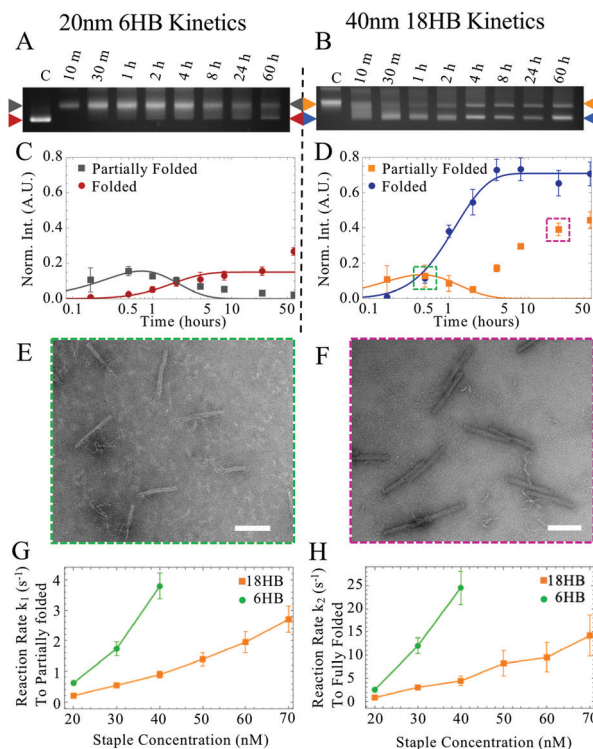 20nm 6HB Kinetics
40nm 18HB Kinetics
A
C 10 m 30 m 1 h 2 h 4 h 8 h 24 h 60 h
B
C 10 m 30 m 1 h 2 h 4 h 8 h 24 h 60 h
C
Norm. Int. (A.U.)
0.8
0.6
0.4
0.2
0.0
Partially Folded
Folded
0.1 0.5 1 5 10 50
Time (hours)
D
Norm. Int. (A.U.)
0.8
0.6
0.4
0.2
0.0
Partially Folded
Folded
0.1 0.5 1 5 10 50
Time (hours)
E
F
G
Reaction Rate k₁ (s⁻¹)
To Partially folded
4
3
2
1
0
18HB
6HB
20 30 40 50 60 70
Staple Concentration (nM)
H
Reaction Rate k₂ (s⁻¹)
To Fully Folded
25
20
15
10
5
0
18HB
6HB
20 30 40 50 60 70
Staple Concentration (nM)